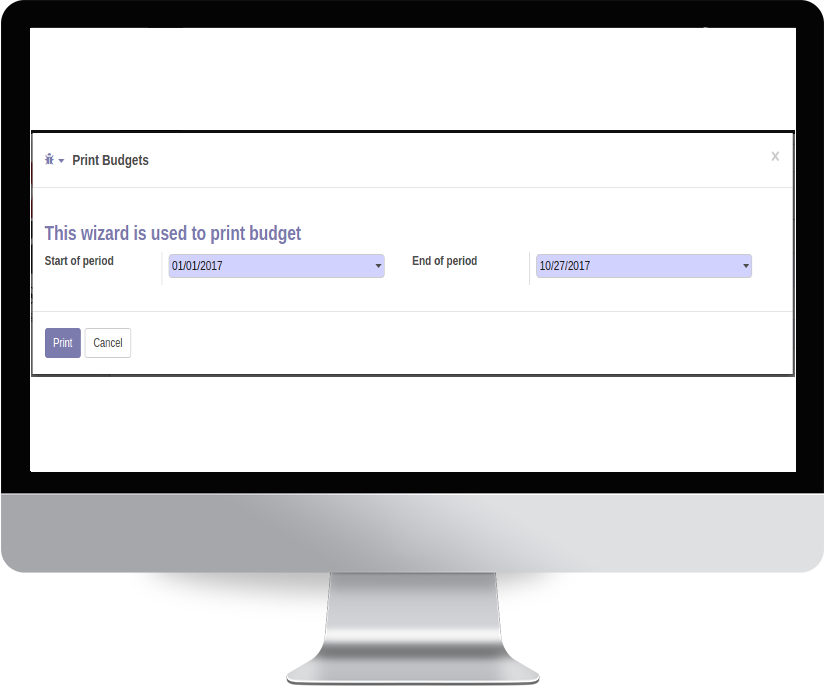 Print Budgets
X
This wizard is used to print budget
Start of period 01/01/2017 End of period 10/27/2017
Print Cancel